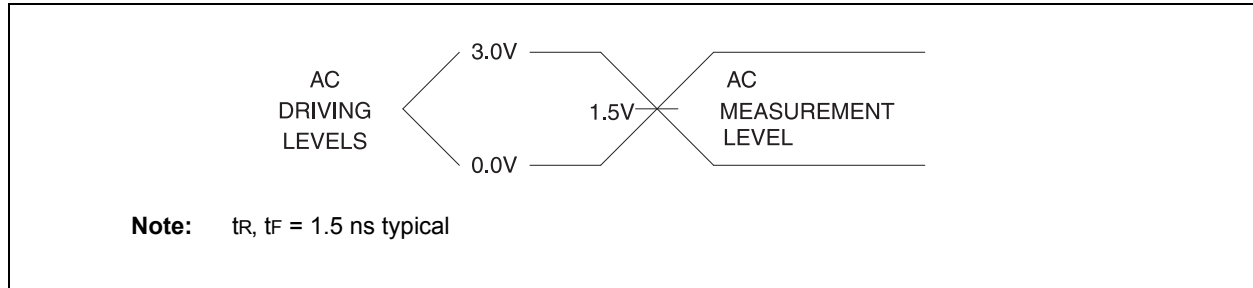 3.0V
AC
DRIVING
LEVELS
1.5V
AC
MEASUREMENT
LEVEL
0.0V
Note: tR, tF = 1.5 ns typical